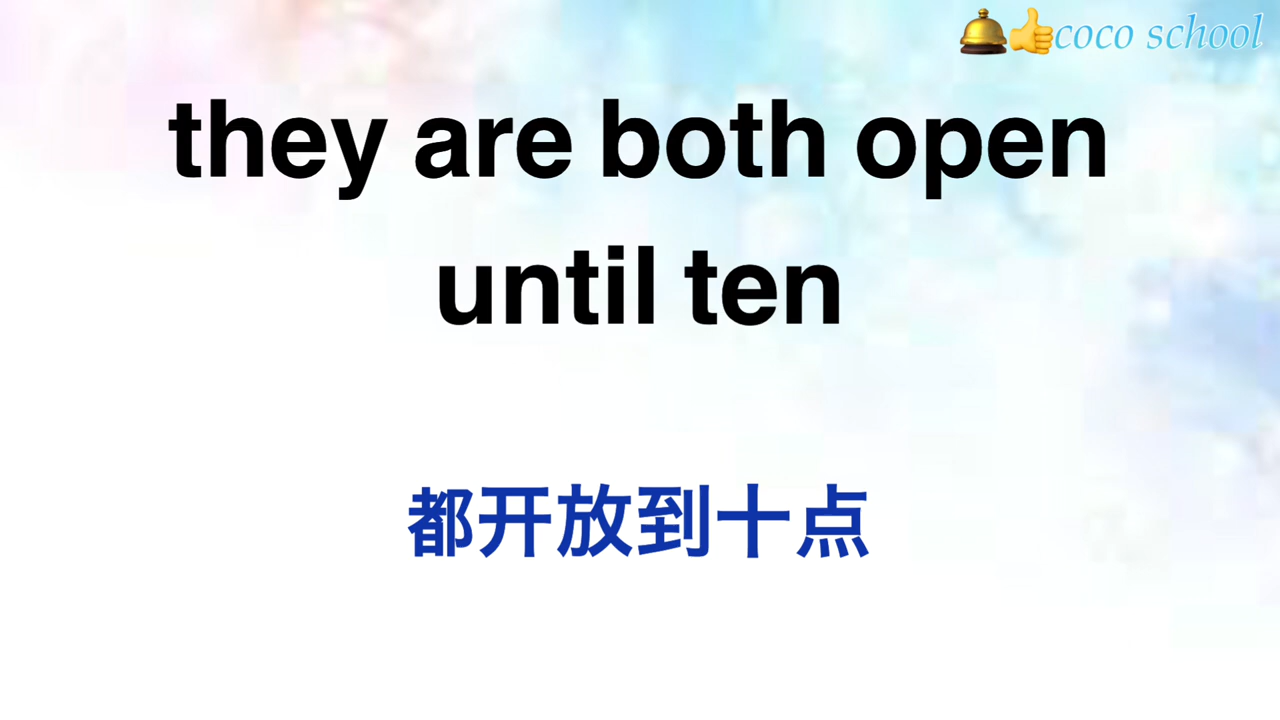 coco school
they are both open
until ten
都开放到十点